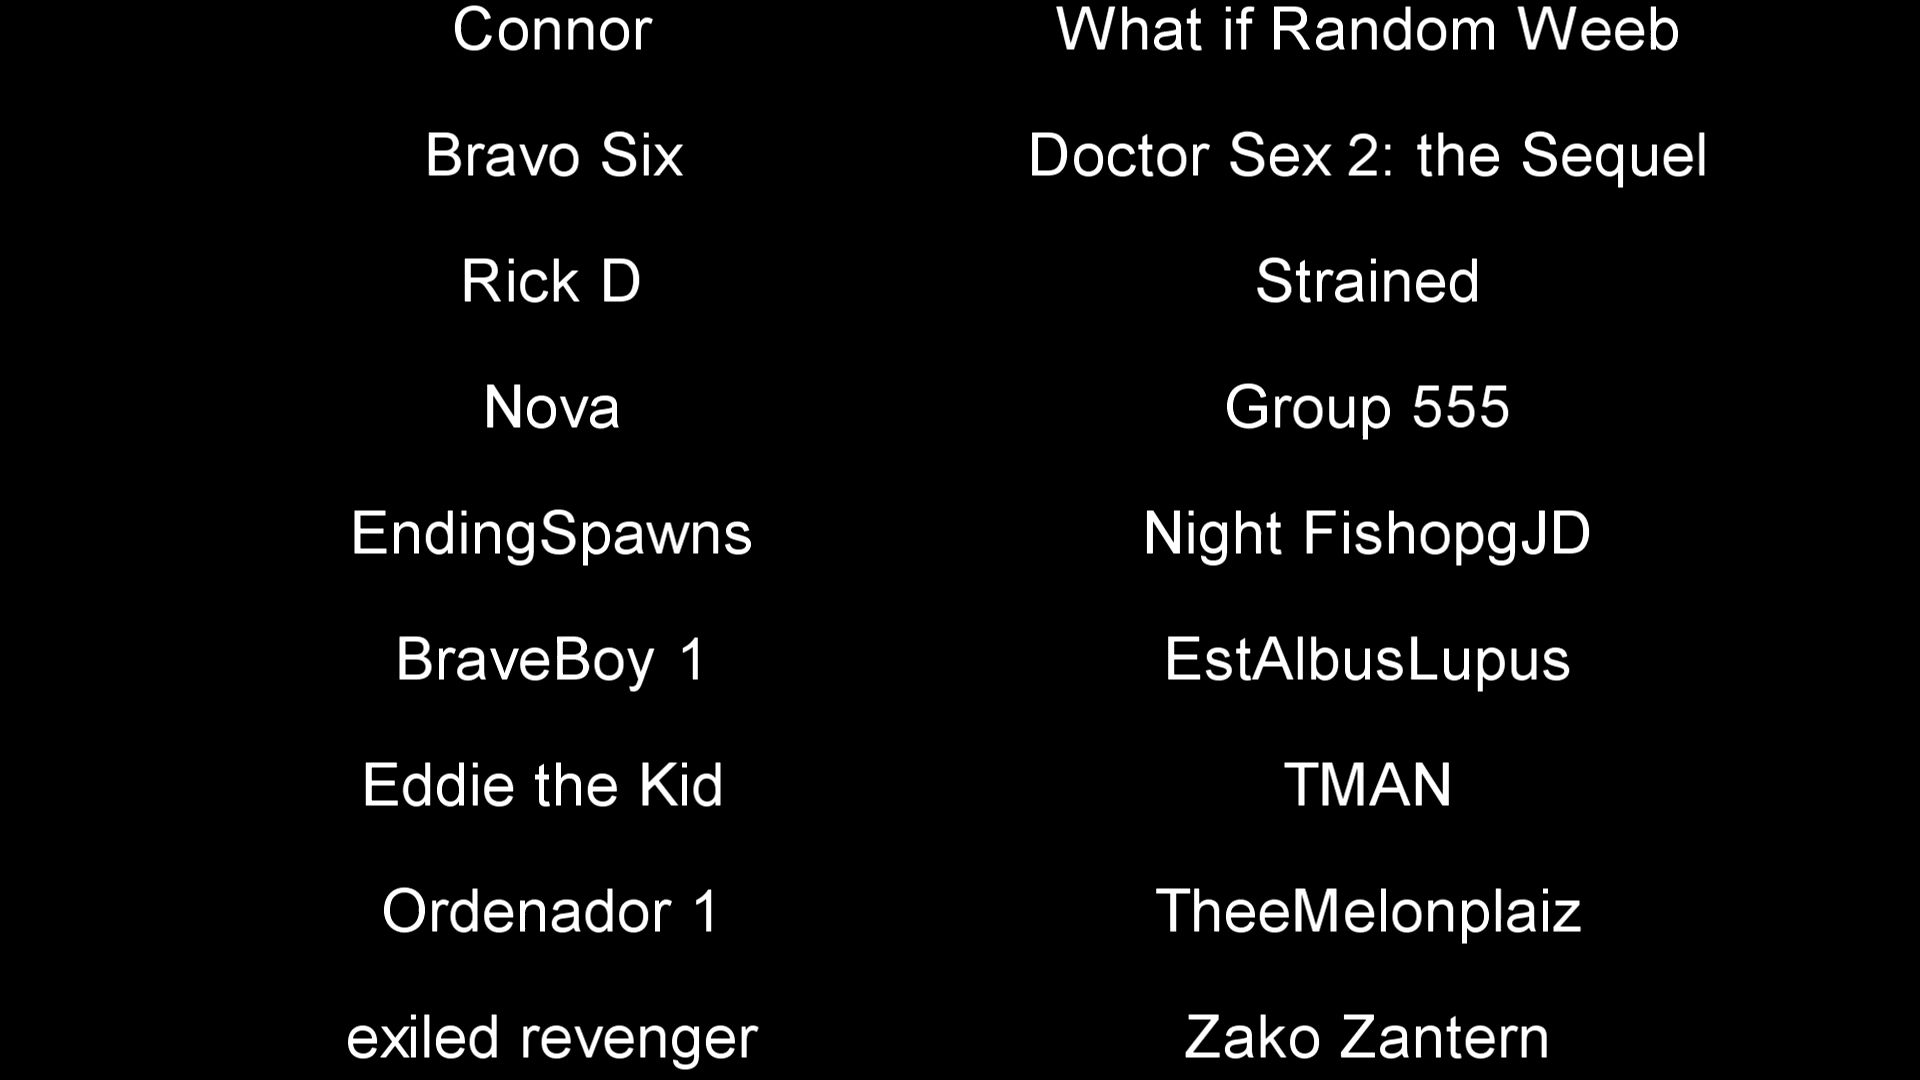 Connor
What if Random Weeb
Bravo Six
Doctor Sex 2: the Sequel
Rick D
Strained
Nova
Group 555
EndingSpawns
Night FishopgJD
BraveBoy 1
EstAlbusLupus
Eddie the Kid
TMAN
Ordenador 1
TheeMelonplaiz
exiled revenger
Zako Zantern